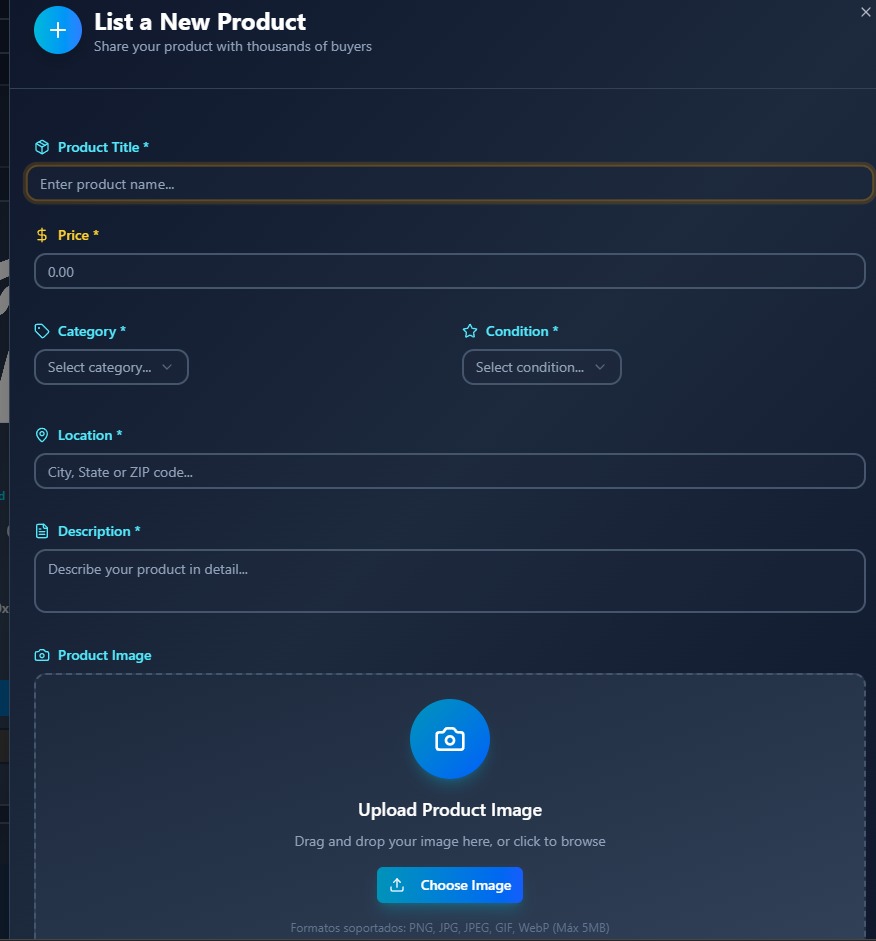 List a New Product
Share your product with thousands of buyers
Product Title *
Enter product name...
Price *
0.00
Category *
Condition *
Select category...
Select condition...
Location *
City, State or ZIP code...
Description *
Describe your product in detail...
Product Image
Upload Product Image
Drag and drop your image here, or click to browse
Choose Image
Formatos soportados: PNG, JPG, JPEG, GIF, WebP (Máx 5MB)